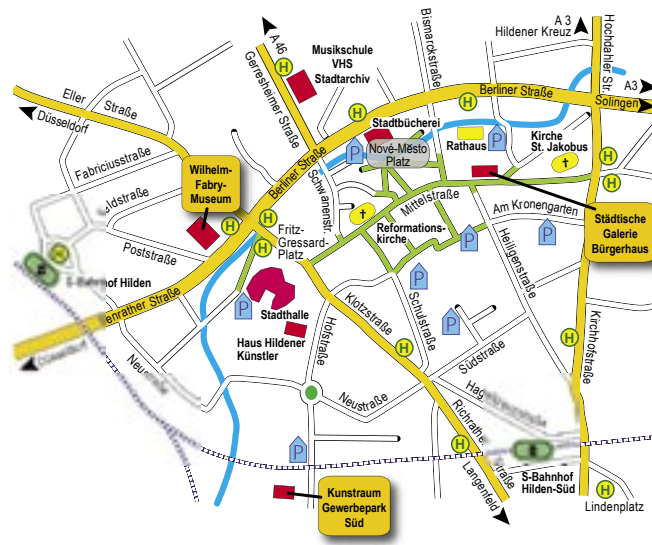 A 46
Gerresheimer Straße
Musikschule
VHS
Stadtarchiv
Bismarckstraße
A 3
Hildener Kreuz
Hochdahler Str.
A3
Solingen
Berliner Straße
Eller
Straße
Düsseldorf
Fabriciusstraße
Poststraße
Wilhelm-
Fabry-
Museum
Berliner Straße
Stadtbücherei
Nové-Město
Platz
Rathaus
Kirche
St. Jakobus
Schwanenstr.
Mittelstraße
Reformations-
kirche
Am Kronengarten
Städtische
Galerie
Bürgerhaus
Fritz-
Gressard-
Platz
S-Bahnhof Hilden
Stadthalle
Haus Hildener
Künstler
Hofstraße
Klotzstraße
Schulstraße
Heiligenstraße
Kirchhofstraße
Südstraße
Neustraße
Neustraße
Düsseldorf
Langenfeld
S-Bahnhof
Hilden-Süd
Lindenplatz
Kunstraum
Gewerbepark
Süd
H
H
H
H
H
H
H
H
H
H
H
H
H
P
P
P
P
P
P
P
P